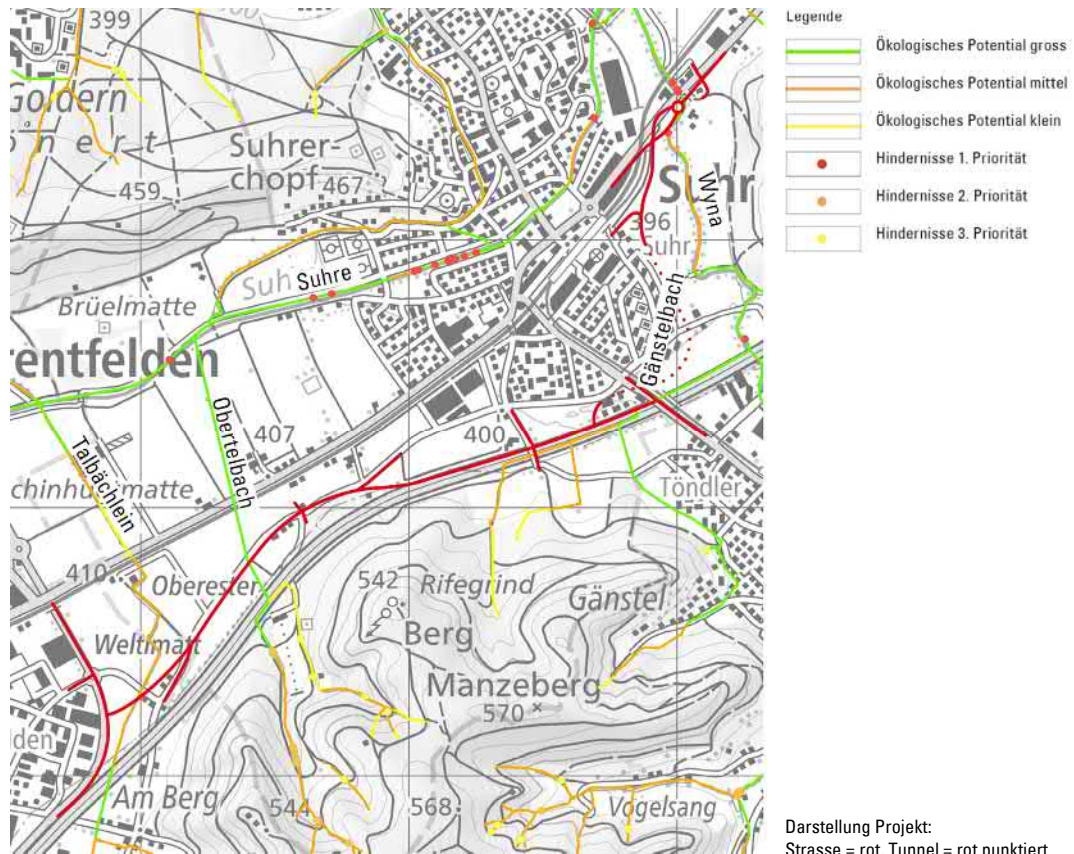 399
Goldern
ö n e r t
459
Suhrer-
chopf 467
Suhr
Wyna
396
Suhr
Suh
Suhre
Brüelmatte
entfelden
Gänstelbach
Obertelbach
407
400
Talbächlein
Töndler
410
Oberester
542
Rifegrind
Gänstel
Berg
Weltimatt
Manzeberg
570
den
Am Berg
544
568
Vogelsang
Legende
Ökologisches Potential gross
Ökologisches Potential mittel
Ökologisches Potential klein
Hindernisse 1. Priorität
Hindernisse 2. Priorität
Hindernisse 3. Priorität
Darstellung Projekt:
Strasse = rot, Tunnel = rot punktiert